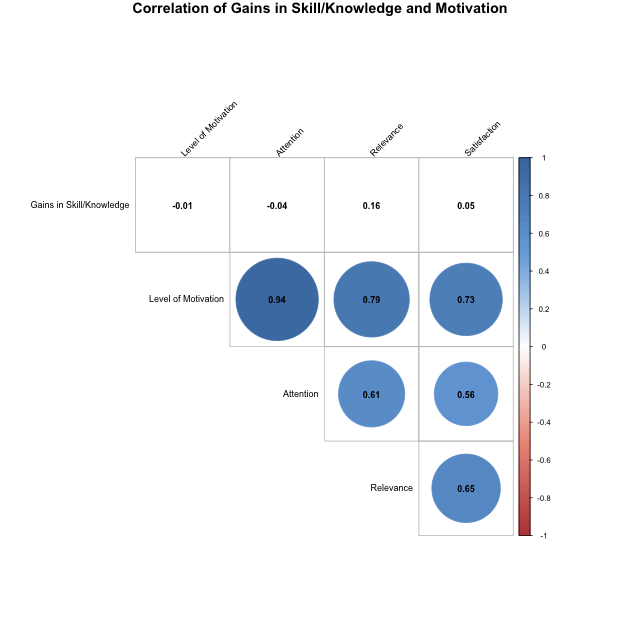 Correlation of Gains in Skill/Knowledge and Motivation
Level of Motivation
Attention
Relevance
Satisfaction
Gains in Skill/Knowledge
-0.01
-0.04
0.16
0.05
Level of Motivation
0.94
0.79
0.73
Attention
0.61
0.56
Relevance
0.65
1
0.8
0.6
0.4
0.2
0
-0.2
-0.4
-0.6
-0.8
-1